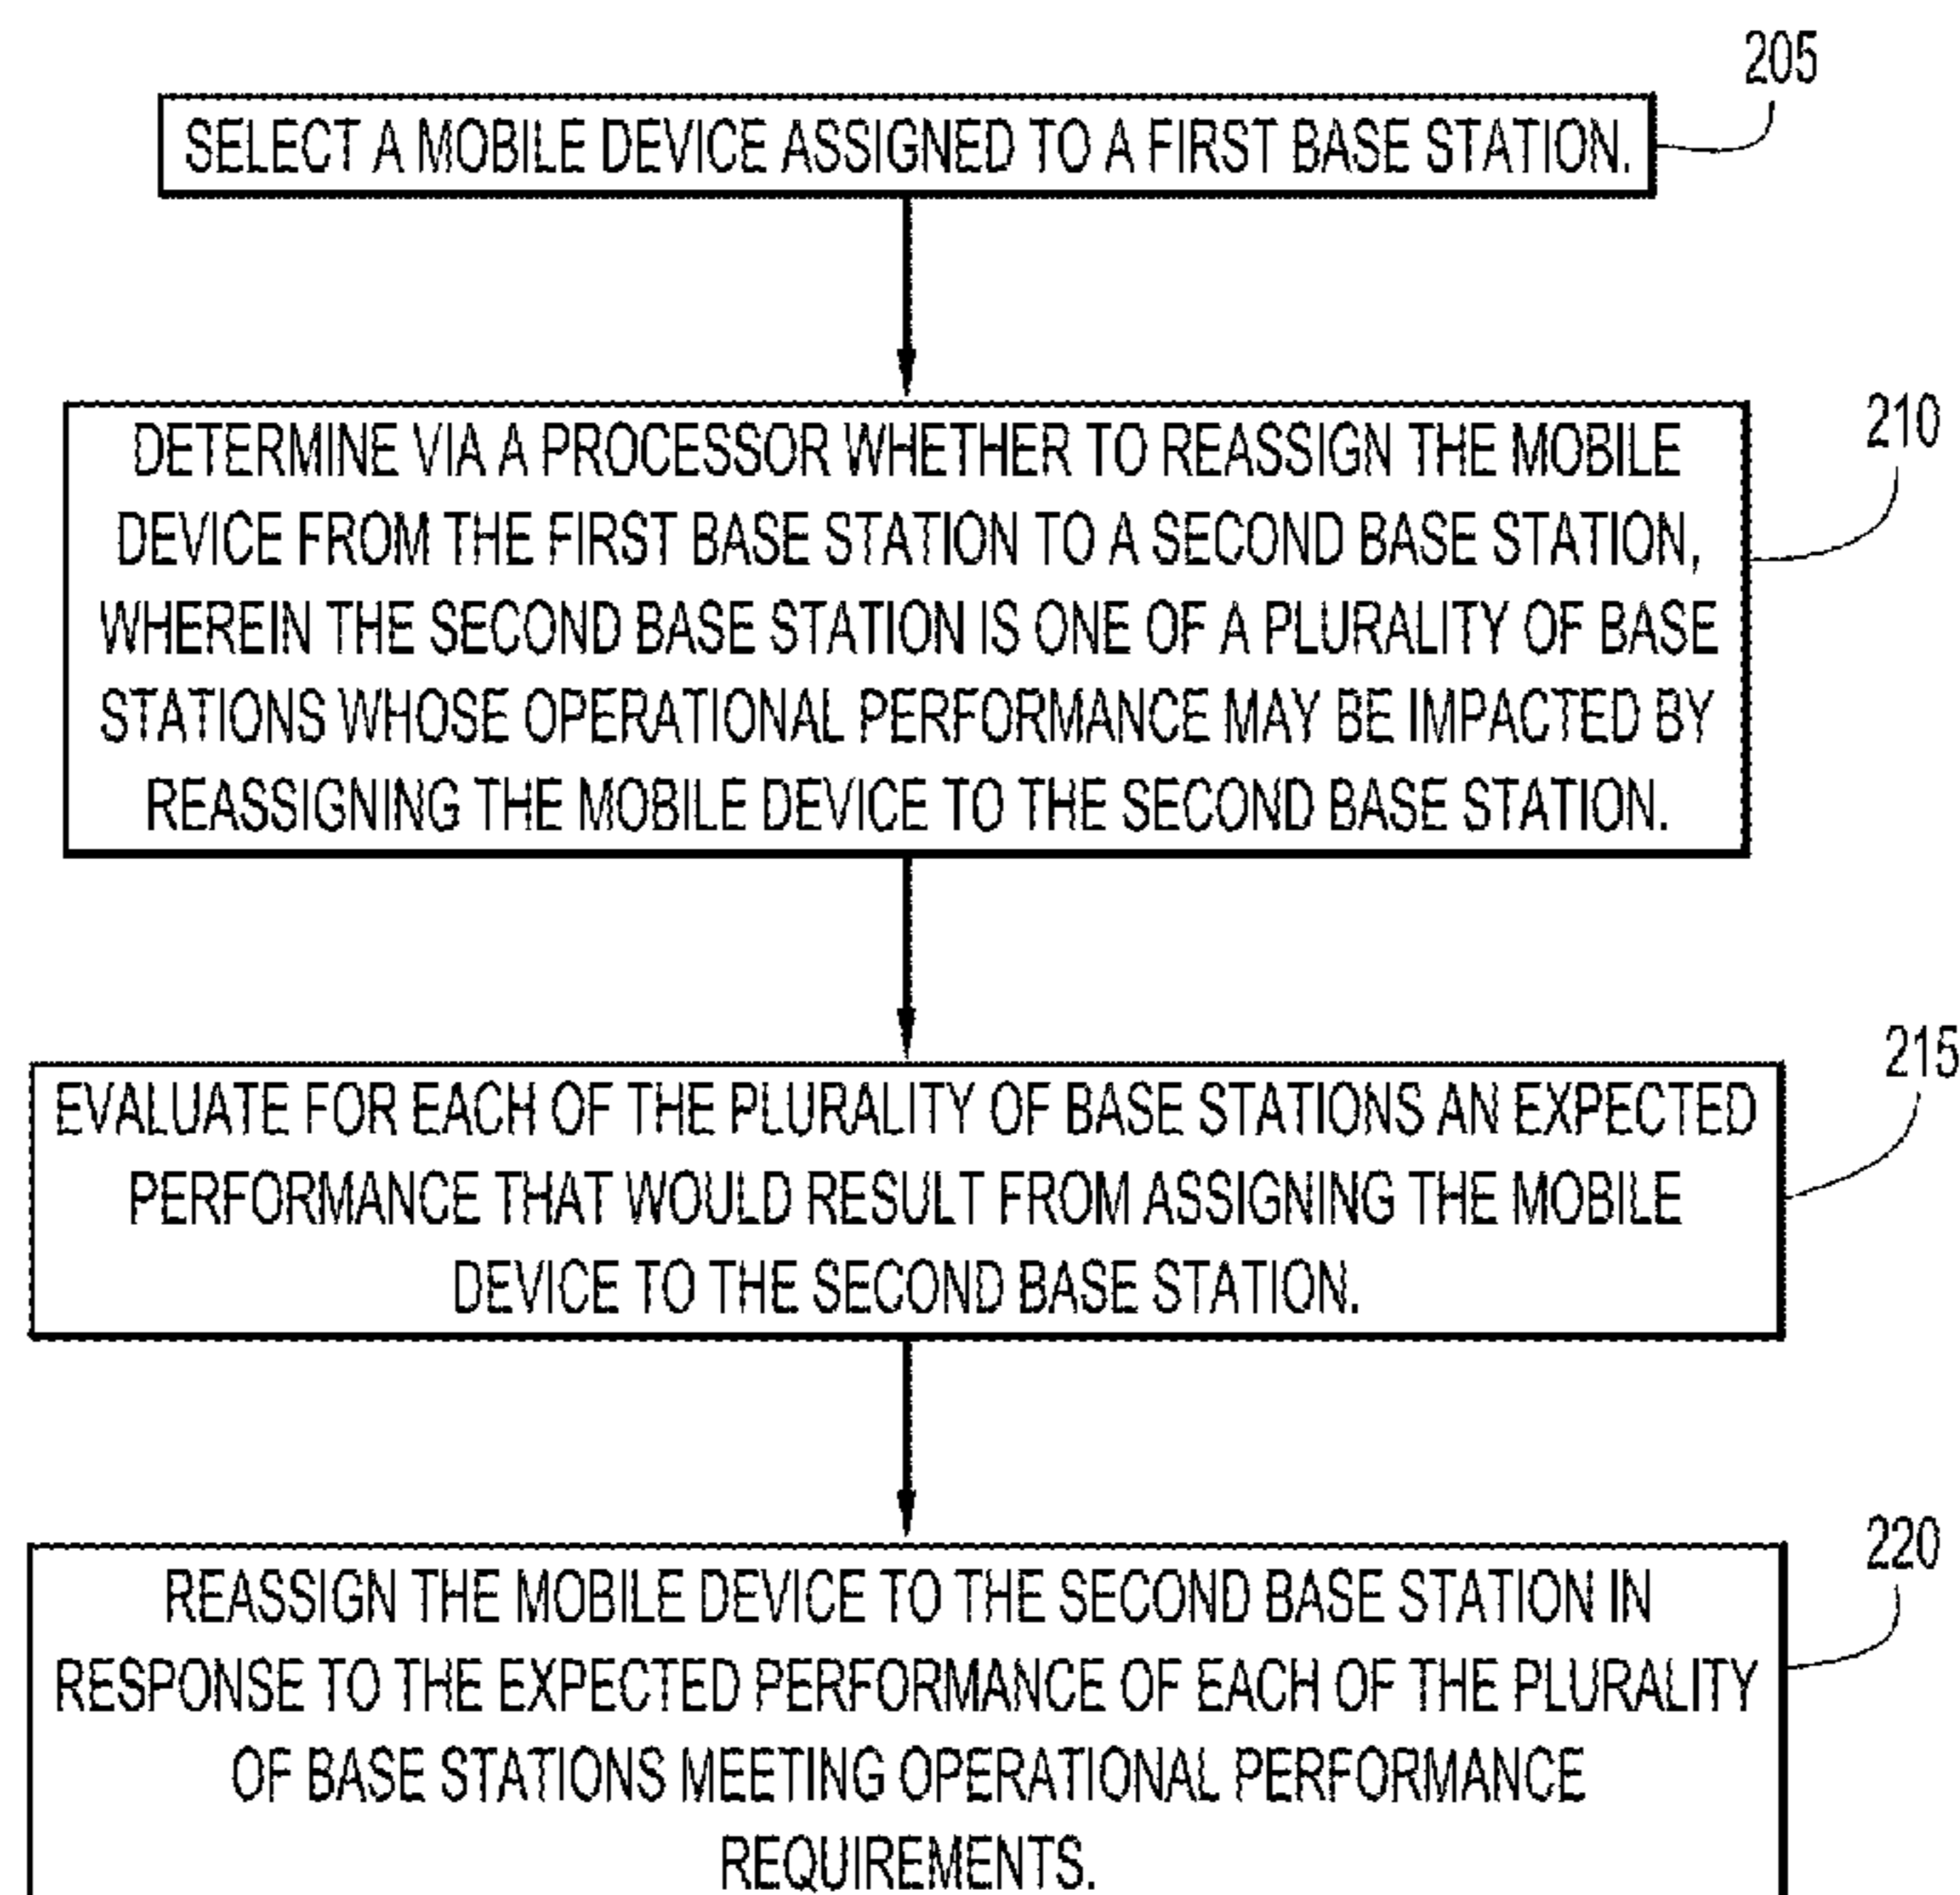 205
SELECT A MOBILE DEVICE ASSIGNED TO A FIRST BASE STATION.
210
DETERMINE VIA A PROCESSOR WHETHER TO REASSIGN THE MOBILE
DEVICE FROM THE FIRST BASE STATION TO A SECOND BASE STATION,
WHEREIN THE SECOND BASE STATION IS ONE OF A PLURALITY OF BASE
STATIONS WHOSE OPERATIONAL PERFORMANCE MAY BE IMPACTED BY
REASSIGNING THE MOBILE DEVICE TO THE SECOND BASE STATION.
215
EVALUATE FOR EACH OF THE PLURALITY OF BASE STATIONS AN EXPECTED
PERFORMANCE THAT WOULD RESULT FROM ASSIGNING THE MOBILE
DEVICE TO THE SECOND BASE STATION.
220
REASSIGN THE MOBILE DEVICE TO THE SECOND BASE STATION IN
RESPONSE TO THE EXPECTED PERFORMANCE OF EACH OF THE PLURALITY
OF BASE STATIONS MEETING OPERATIONAL PERFORMANCE
REQUIREMENTS.